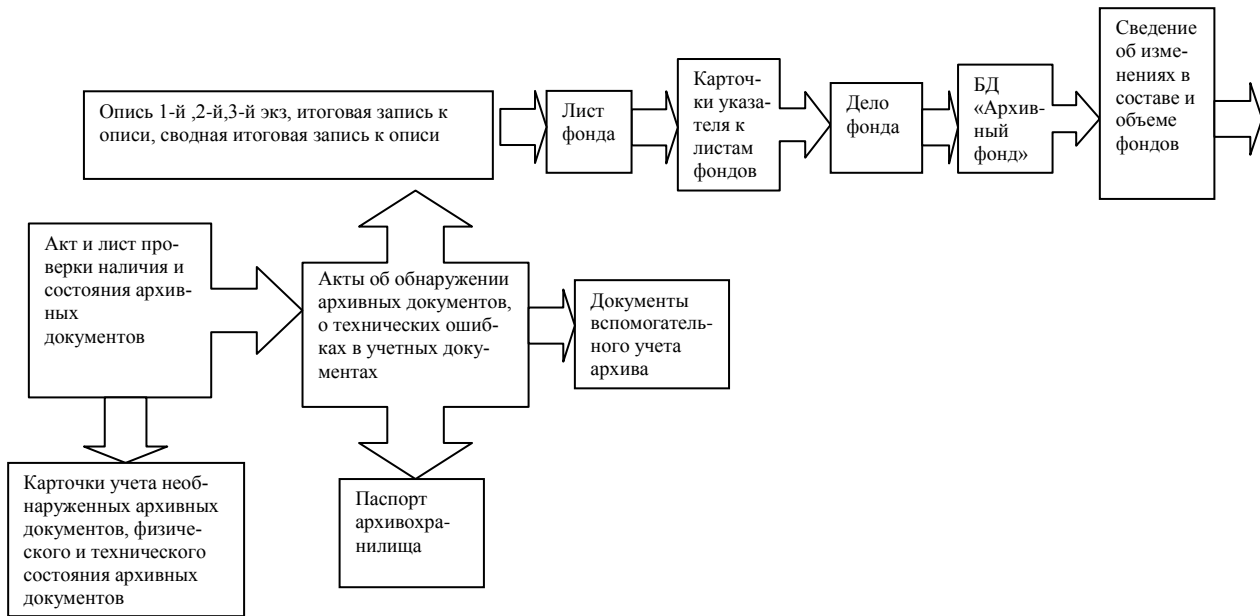 Опись 1-й ,2-й,3-й экз, итоговая запись к
описи, сводная итоговая запись к описи
Лист
фонда
Карточ-
ки указа-
теля к
листам
фондов
Дело
фонда
БД
«Архив-
ный
фонд»
Сведение
об изме-
нениях в
составе и
объеме
фондов
Акт и лист про-
верки наличия и
состояния архив-
ных
документов
Акты об обнаружении
архивных документов,
о технических ошиб-
ках в учетных доку-
ментах
Документы
вспомогатель-
ного учета
архива
Карточки учета необ-
наруженных архивных
документов, физиче-
ского и технического
состояния архивных
документов
Паспорт
архивохра-
нилища